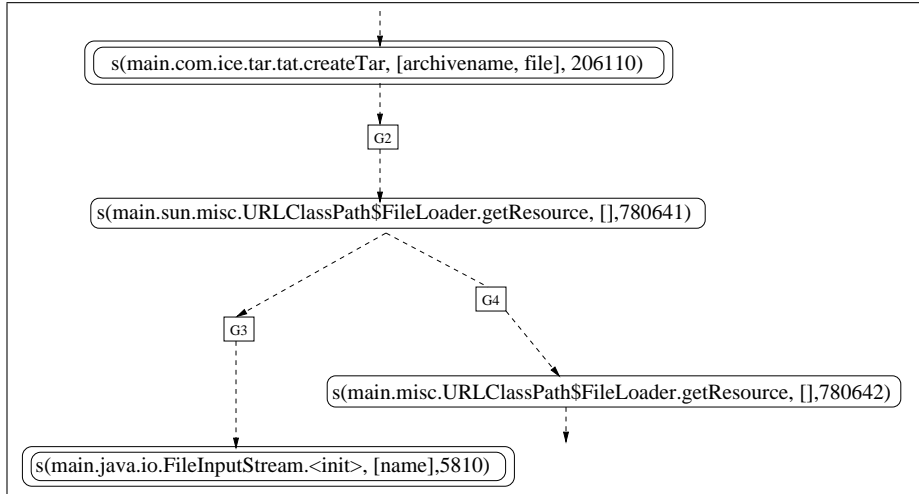 s(main.com.ice.tar.tat.createTar, [archivename, file], 206110)
G2
s(main.sun.misc.URLClassPath$FileLoader.getResource, [],780641)
G4
G3
s(main.misc.URLClassPath$FileLoader.getResource, [],780642)
s(main.java.io.FileInputStream.<init>, [name],5810)